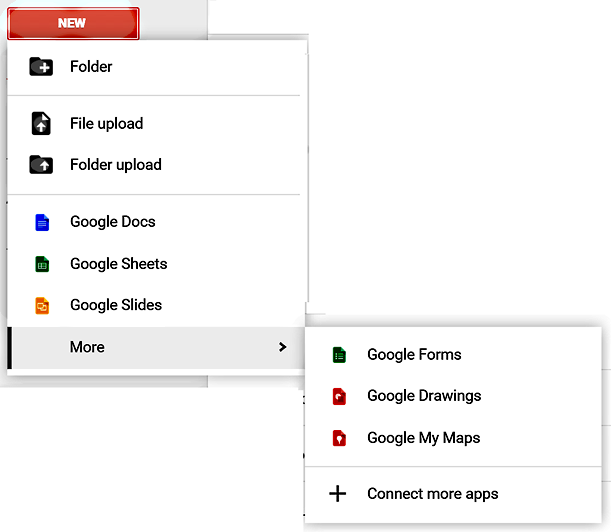 NEW
Folder
File upload
Folder upload
Google Docs
Google Sheets
Google Slides
More
Google Forms
Google Drawings
Google My Maps
Connect more apps